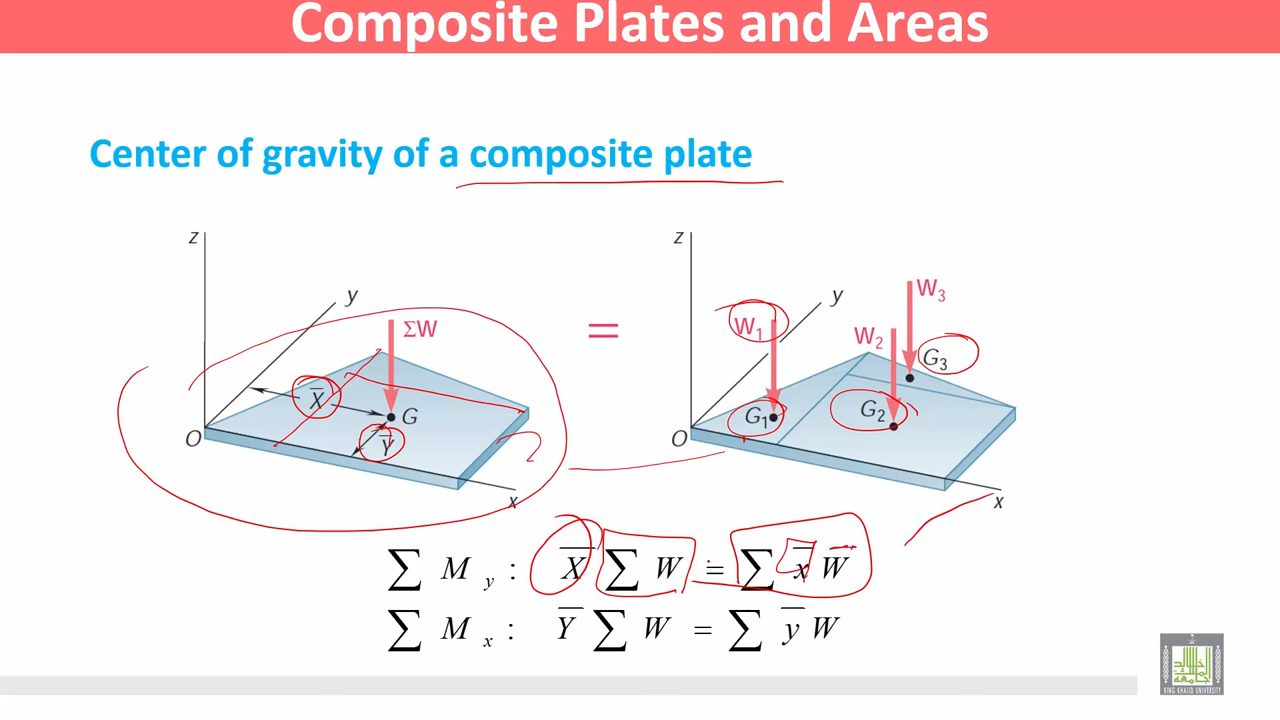 Composite Plates and Areas
Center of gravity of a composite plate
z
y
ΣW
X̅
G
Y̅
O
x
=
z
y
W₁
W₂
W₃
G₁
G₂
G₃
O
x
∑ M y : X̅ ∑ W = ∑ x̅ W
∑ M x : Y̅ ∑ W = ∑ y̅ W
KING KHALID UNIVERSITY